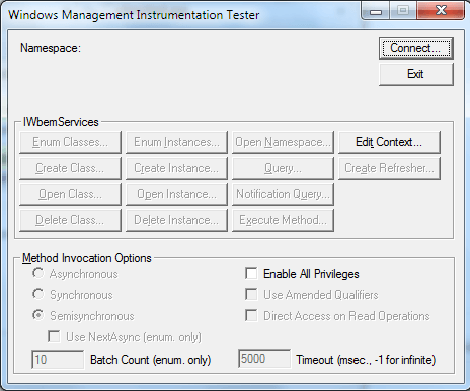 Windows Management Instrumentation Tester
Namespace:
Connect...
Exit
IWbemServices
Enum Classes... Enum Instances... Open Namespace... Edit Context...
Create Class... Create Instance... Query... Create Refresher...
Open Class... Open Instance... Notification Query...
Delete Class... Delete Instance... Execute Method...
Method Invocation Options
Asynchronous Enable All Privileges
Synchronous Use Amended Qualifiers
Semisynchronous Direct Access on Read Operations
Use NextAsync (enum. only)
10 Batch Count (enum. only) 5000 Timeout (msec., -1 for infinite)